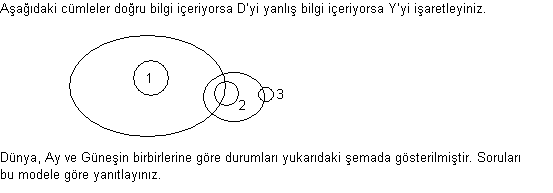 Aşağıdaki cümleler doğru bilgi içeriyorsa D'yi yanlış bilgi içeriyorsa Y'yi işaretleyiniz.
1
2
3
Dünya, Ay ve Güneşin birbirlerine göre durumları yukarıdaki şemada gösterilmiştir. Soruları
bu modele göre yanıtlayınız.